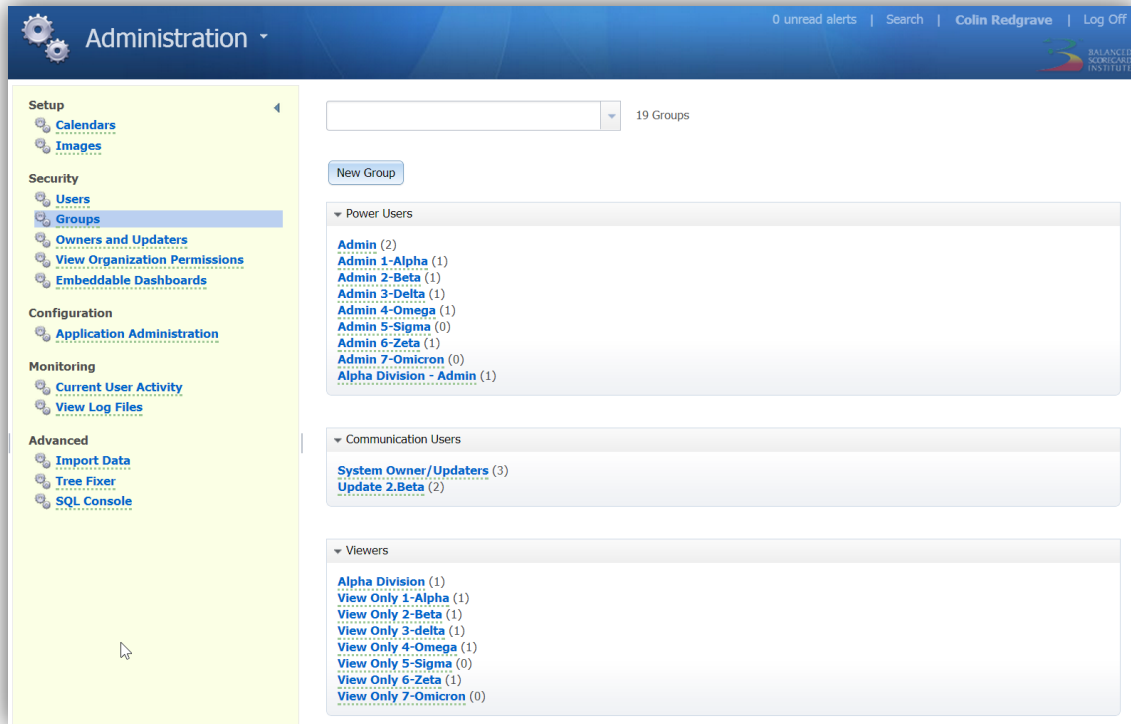 0 unread alerts | Search | Colin Redgrave | Log Off
Administration
BALANCED
SCORECARD
INSTITUTE
Setup
Calendars
Images
Security
Users
Groups
Owners and Updaters
View Organization Permissions
Embeddable Dashboards
Configuration
Application Administration
Monitoring
Current User Activity
View Log Files
Advanced
Import Data
Tree Fixer
SQL Console
19 Groups
New Group
Power Users
Admin (2)
Admin 1-Alpha (1)
Admin 2-Beta (1)
Admin 3-Delta (1)
Admin 4-Omega (1)
Admin 5-Sigma (0)
Admin 6-Zeta (1)
Admin 7-Omicron (0)
Alpha Division - Admin (1)
Communication Users
System Owner/Updaters (3)
Update 2.Beta (2)
Viewers
Alpha Division (1)
View Only 1-Alpha (1)
View Only 2-Beta (1)
View Only 3-delta (1)
View Only 4-Omega (1)
View Only 5-Sigma (0)
View Only 6-Zeta (1)
View Only 7-Omicron (0)